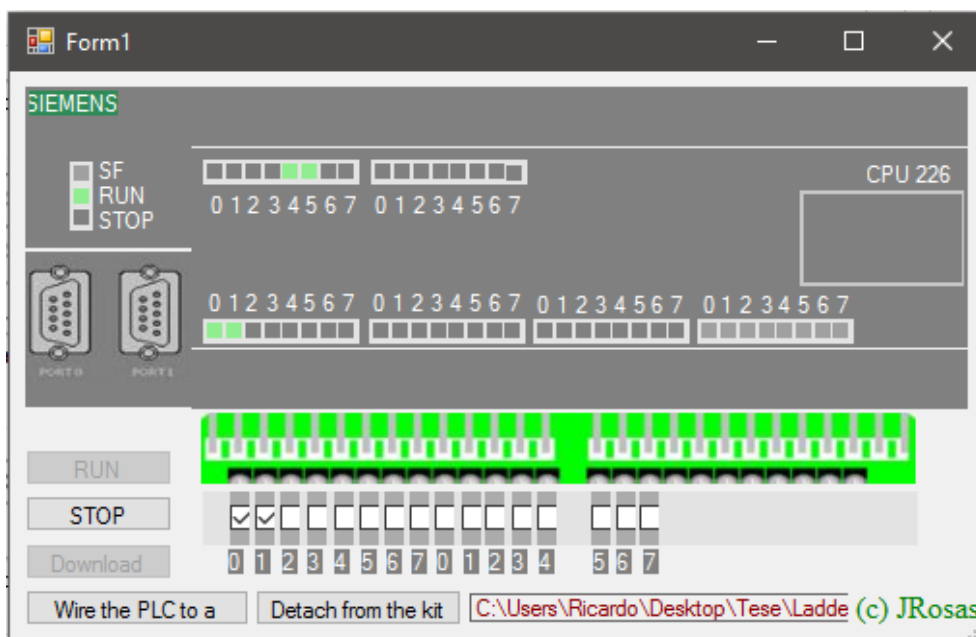 Form1
SIEMENS
SF
RUN
STOP
CPU 226
0 1 2 3 4 5 6 7 0 1 2 3 4 5 6 7
0 1 2 3 4 5 6 7 0 1 2 3 4 5 6 7 0 1 2 3 4 5 6 7 0 1 2 3 4 5 6 7
PORT 0 PORT 1
RUN
STOP
0 1 2 3 4 5 6 7 0 1 2 3 4 5 6 7
Download
Wire the PLC to a Detach from the kit C:\Users\Ricardo\Desktop\Tese\Ladde (c) JRosas